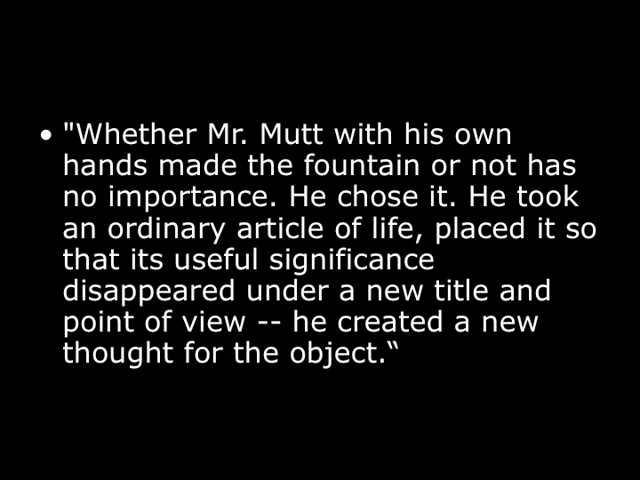 • "Whether Mr. Mutt with his own
hands made the fountain or not has
no importance. He chose it. He took
an ordinary article of life, placed it so
that its useful significance
disappeared under a new title and
point of view -- he created a new
thought for the object.“